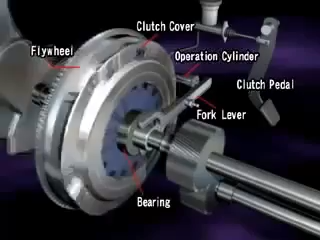 Clutch Cover
Flywheel
Operation Cylinder
Clutch Pedal
Fork Lever
Bearing